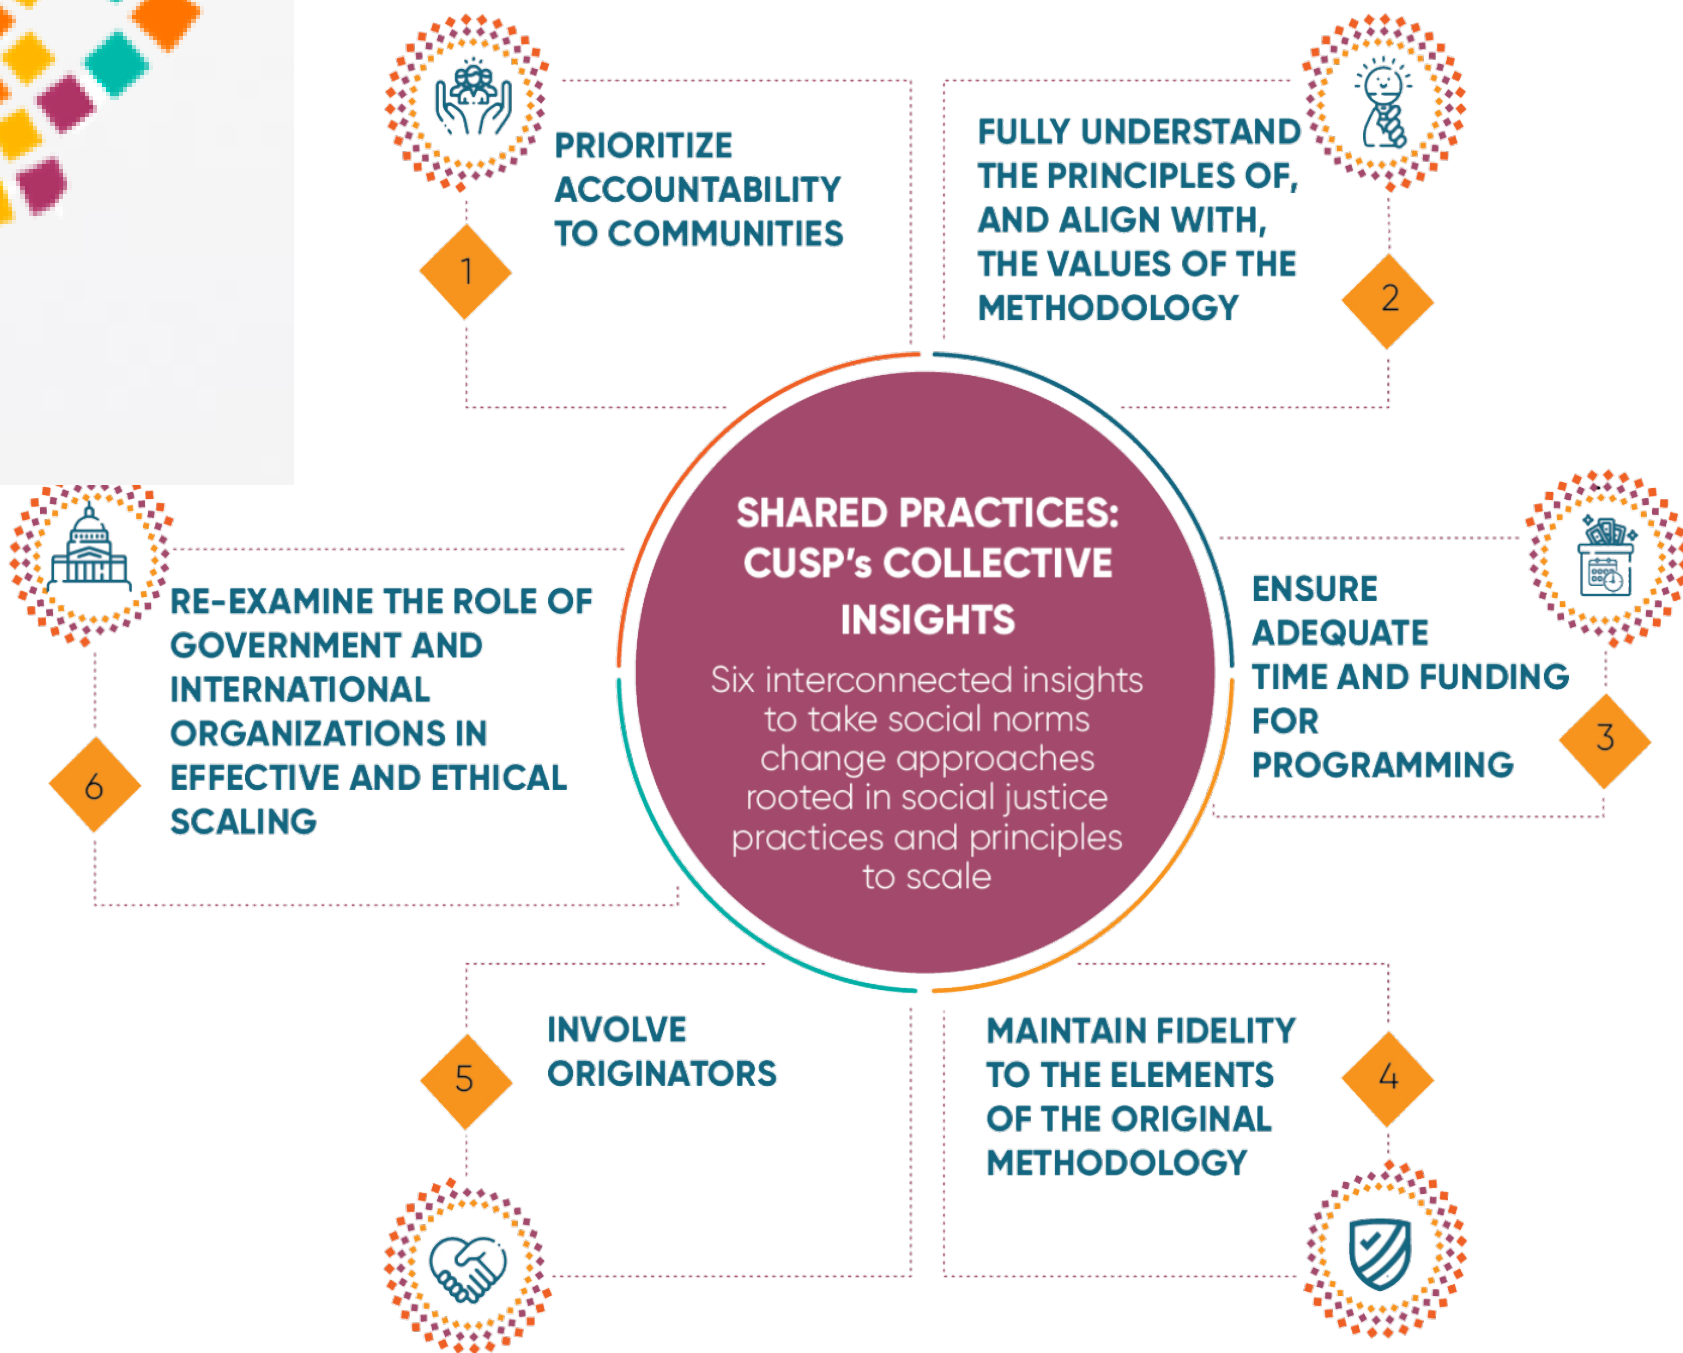 SHARED PRACTICES:
CUSP's COLLECTIVE
INSIGHTS
Six interconnected insights
to take social norms
change approaches
rooted in social justice
practices and principles
to scale
1
PRIORITIZE
ACCOUNTABILITY
TO COMMUNITIES
2
FULLY UNDERSTAND
THE PRINCIPLES OF,
AND ALIGN WITH,
THE VALUES OF THE
METHODOLOGY
3
ENSURE
ADEQUATE
TIME AND FUNDING
FOR
PROGRAMMING
4
MAINTAIN FIDELITY
TO THE ELEMENTS
OF THE ORIGINAL
METHODOLOGY
5
INVOLVE
ORIGINATORS
6
RE-EXAMINE THE ROLE OF
GOVERNMENT AND
INTERNATIONAL
ORGANIZATIONS IN
EFFECTIVE AND ETHICAL
SCALING